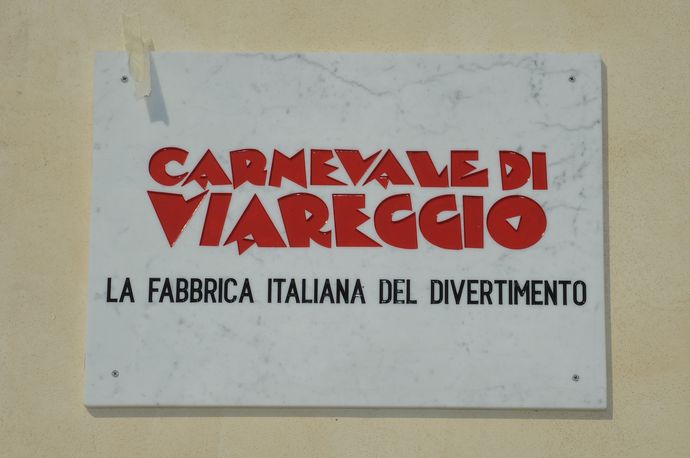 CARNEVALE DI
VIAREGGIO
LA FABBRICA ITALIANA DEL DIVERTIMENTO